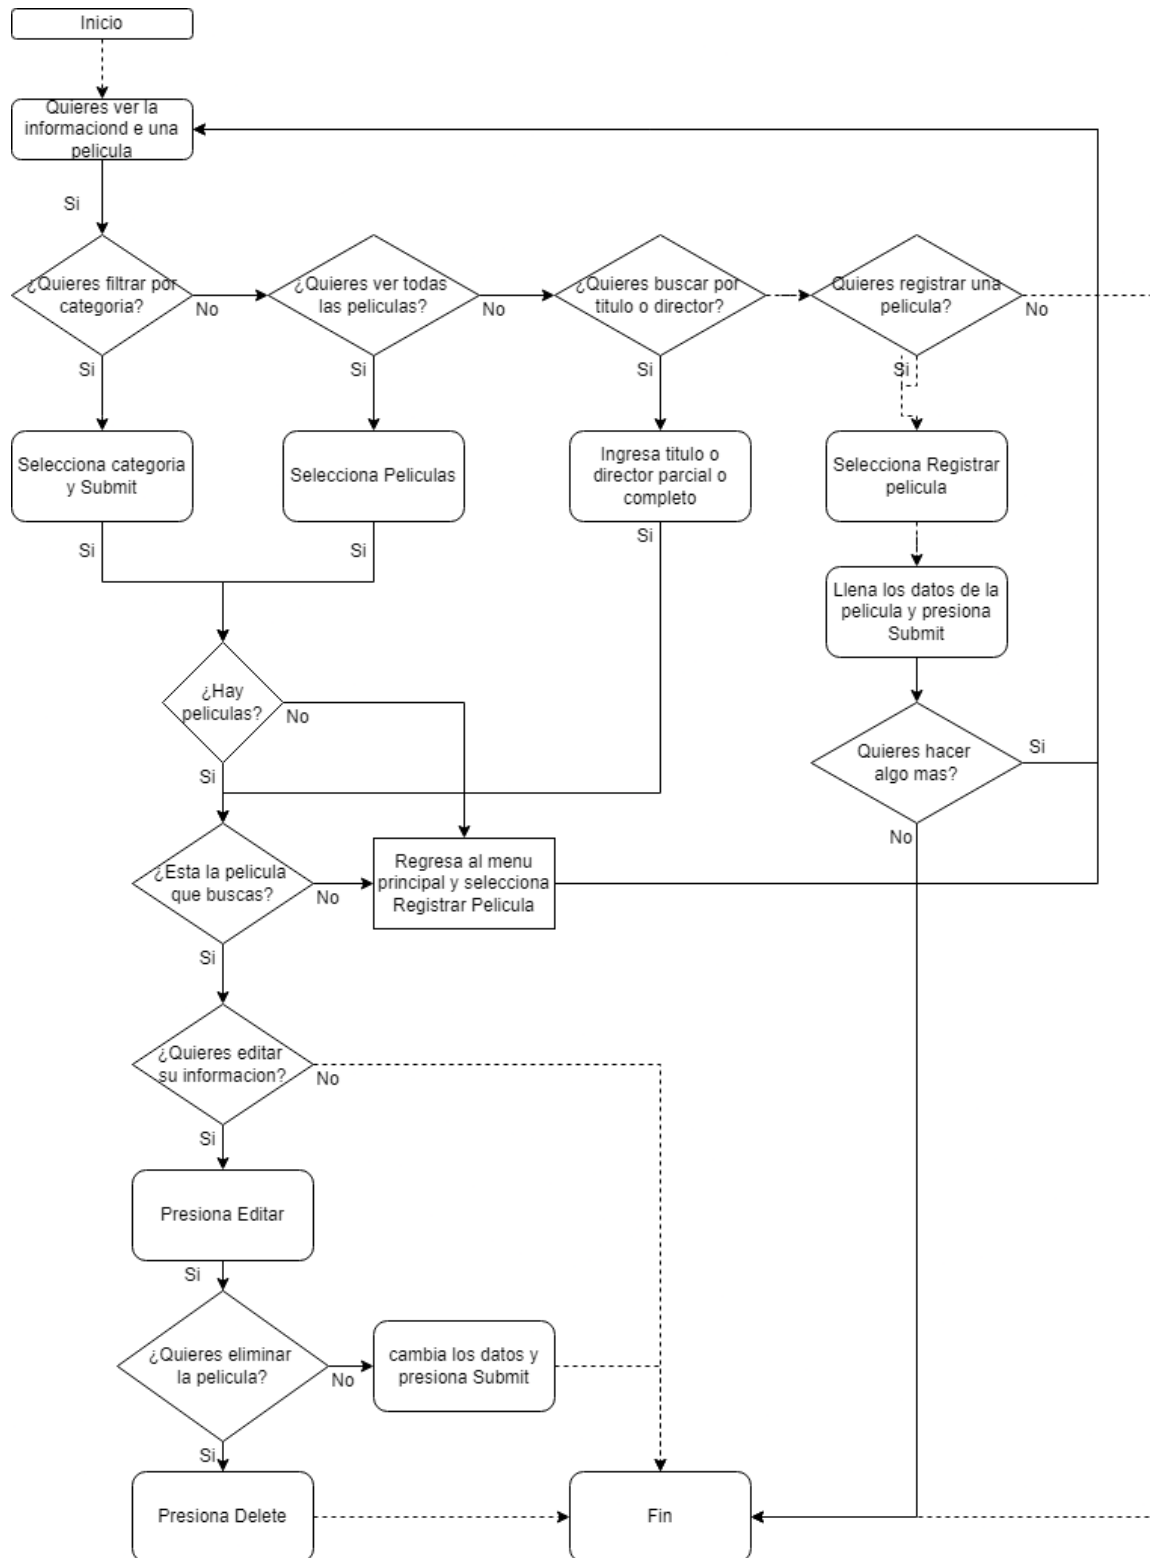 Inicio
Quieres ver la
informaciond e una
pelicula
Si
¿Quieres filtrar por
categoria?
No
¿Quieres ver todas
las peliculas?
No
¿Quieres buscar por
titulo o director?
Quieres registrar una
pelicula?
No
Si
Si
Si
Si
Selecciona categoria
y Submit
Selecciona Peliculas
Ingresa titulo o
director parcial o
completo
Selecciona Registrar
pelicula
Si
Si
Si
Llena los datos de la
pelicula y presiona
Submit
¿Hay
peliculas?
No
Si
Quieres hacer
algo mas?
Si
No
¿Esta la pelicula
que buscas?
No
Regresa al menu
principal y selecciona
Registrar Pelicula
Si
¿Quieres editar
su informacion?
No
Si
Presiona Editar
Si
¿Quieres eliminar
la pelicula?
No
cambia los datos y
presiona Submit
Si
Presiona Delete
Fin